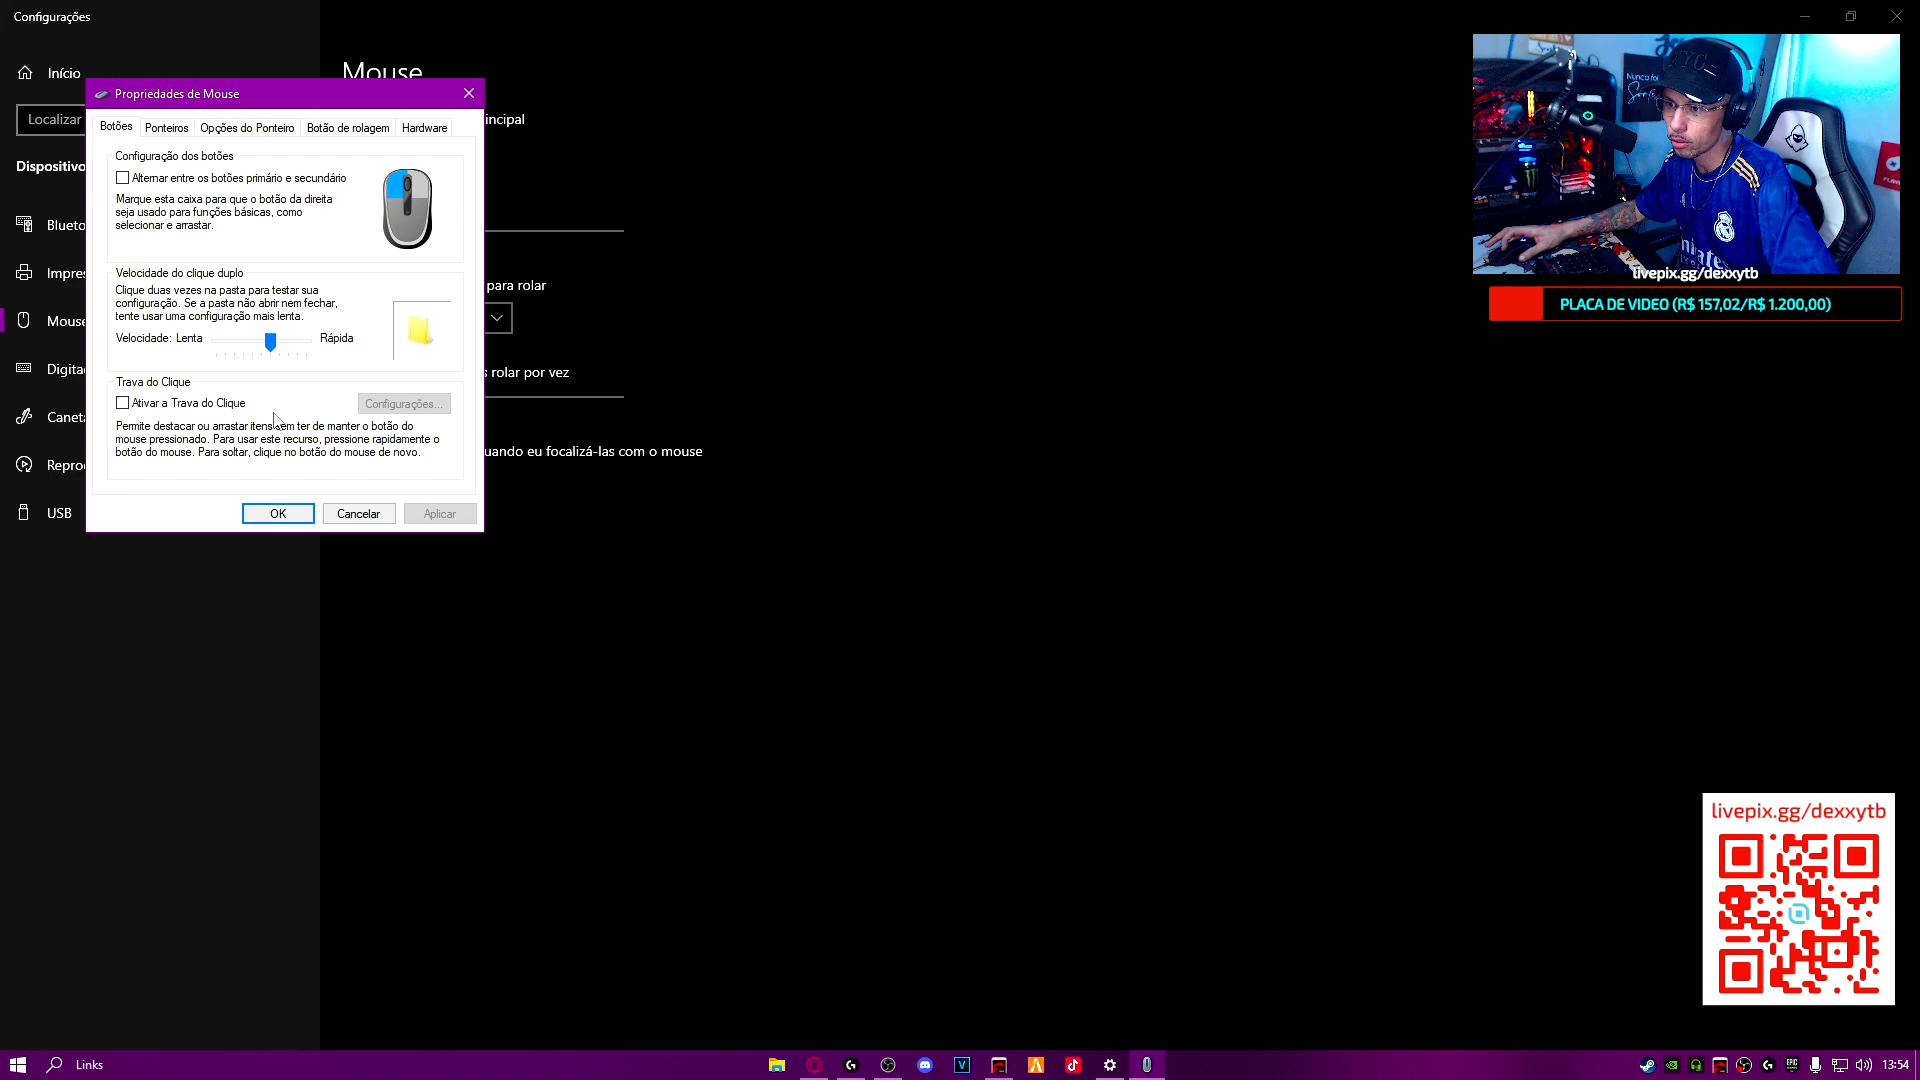 Configurações
Início
Localizar
Dispositivo
Blueto
Impres
Mouse
Digita
Caneta
Repro
USB
Mouse
incipal
para rolar
s rolar por vez
uando eu focalizá-las com o mouse
Propriedades de Mouse
Botões
Ponteiros
Opções do Ponteiro
Botão de rolagem
Hardware
Configuração dos botões
Alternar entre os botões primário e secundário
Marque esta caixa para que o botão da direita
seja usado para funções básicas, como
selecionar e arrastar.
Velocidade do clique duplo
Clique duas vezes na pasta para testar sua
configuração. Se a pasta não abrir nem fechar,
tente usar uma configuração mais lenta.
Velocidade: Lenta
Rápida
Trava do Clique
Ativar a Trava do Clique
Configurações...
Permite destacar ou arrastar itens sem ter de manter o botão do
mouse pressionado. Para usar este recurso, pressione rapidamente o
botão do mouse. Para soltar, clique no botão do mouse de novo.
OK
Cancelar
Aplicar
livepix.gg/dexxytb
PLACA DE VIDEO (R$ 157,02/R$ 1.200,00)
livepix.gg/dexxytb
Links
13:54